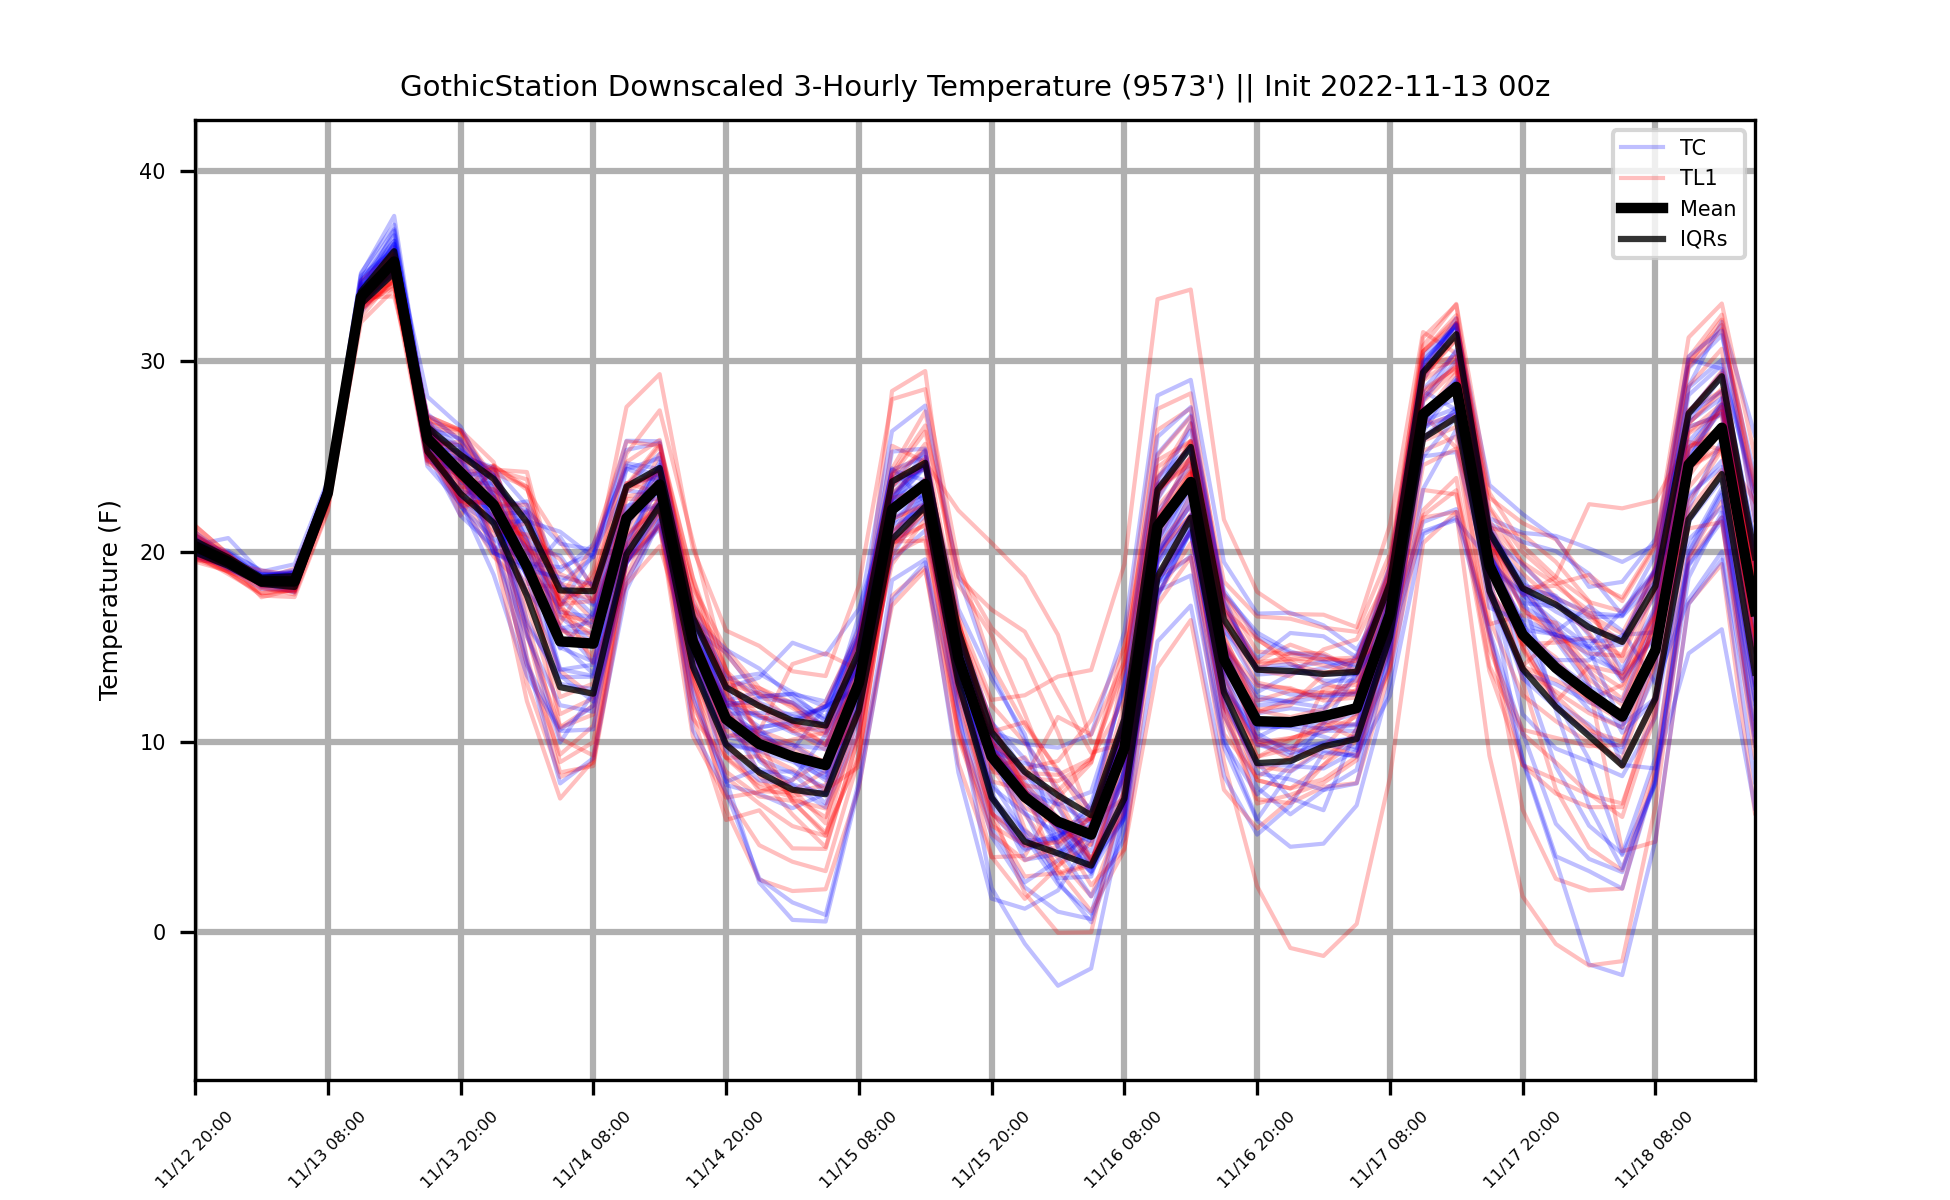 GothicStation Downscaled 3-Hourly Temperature (9573') || Init 2022-11-13 00z
TC
TL1
Mean
IQRs
Temperature (F)
40
30
20
10
0
11/12 20:00
11/13 08:00
11/13 20:00
11/14 08:00
11/14 20:00
11/15 08:00
11/15 20:00
11/16 08:00
11/16 20:00
11/17 08:00
11/17 20:00
11/18 08:00